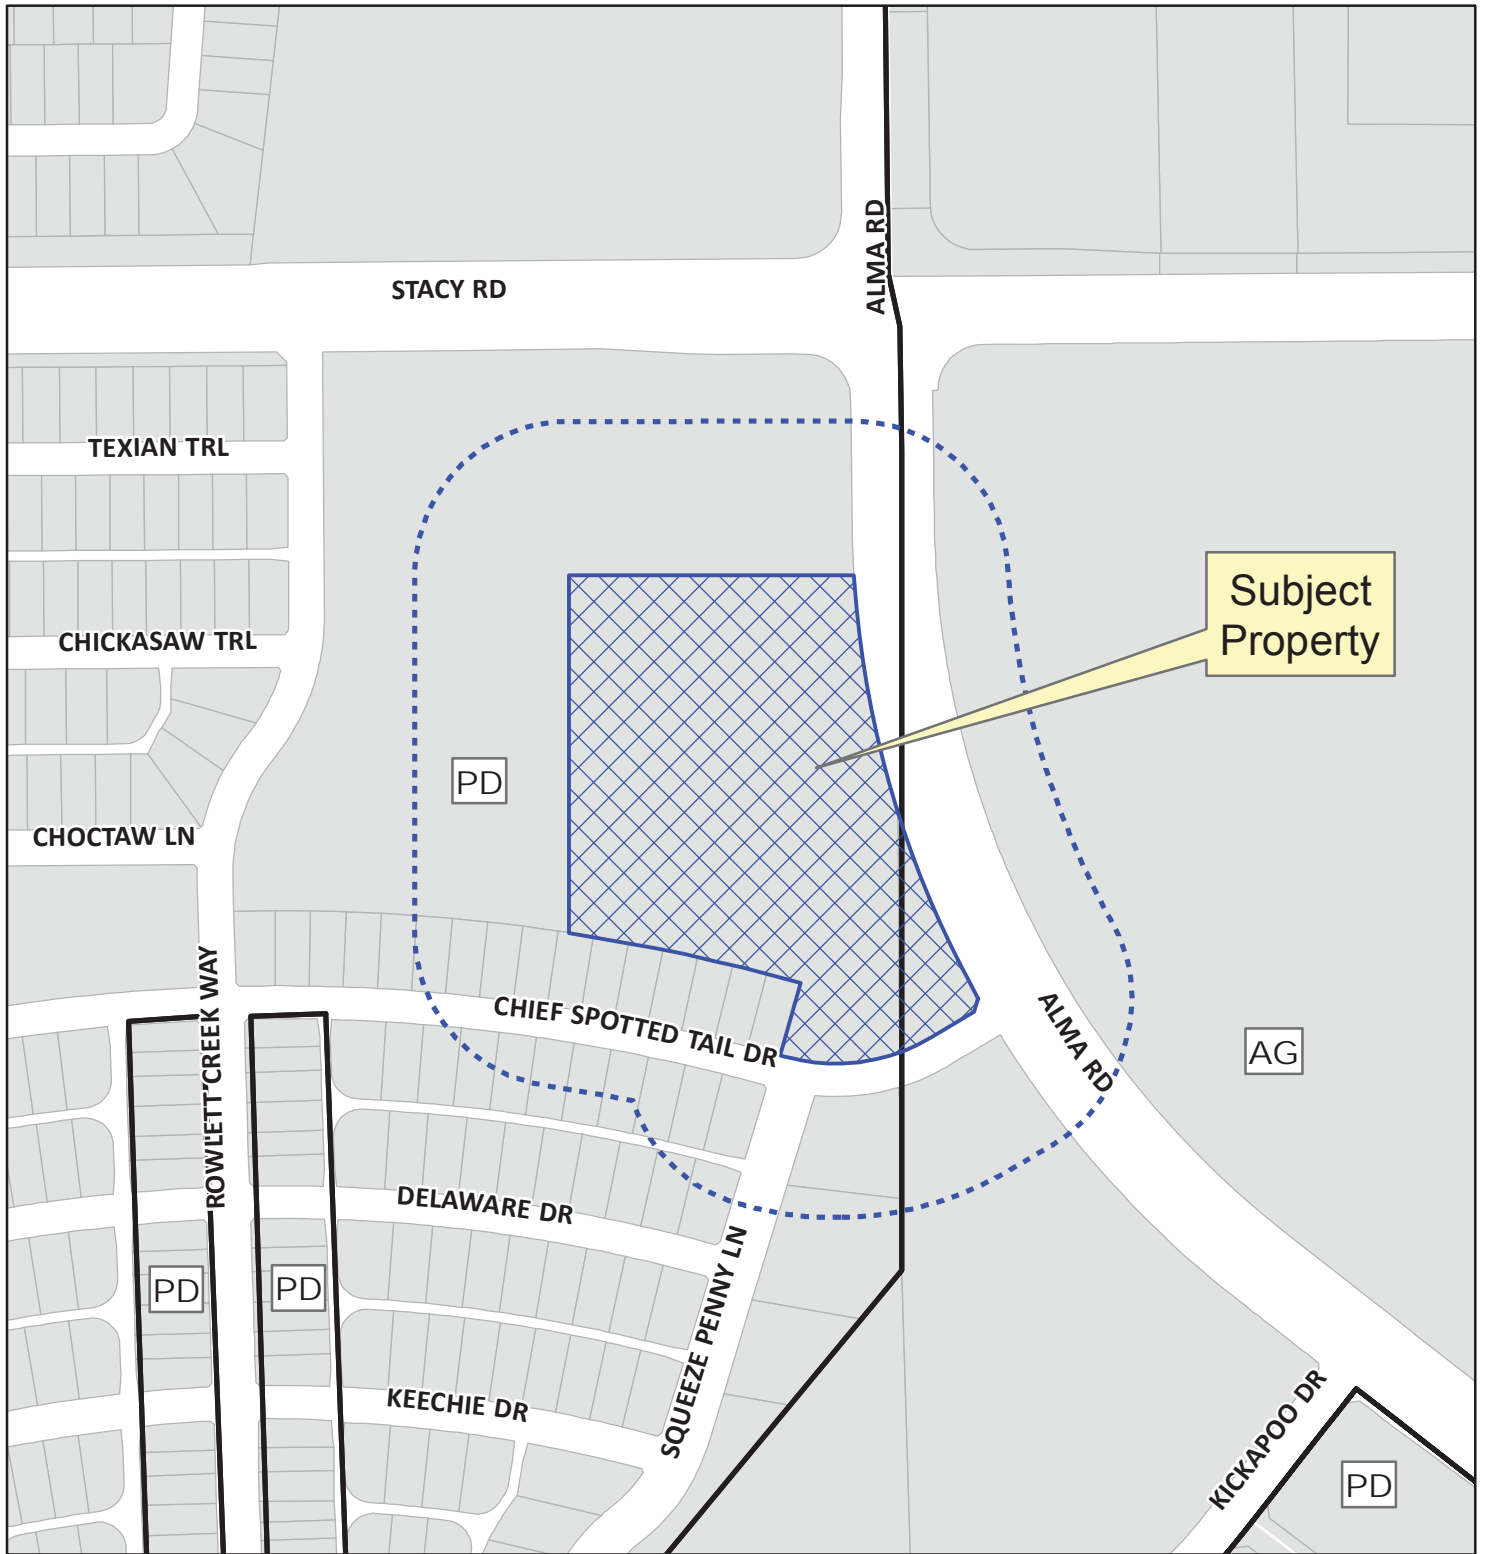 ALMA RD
STACY RD
TEXIAN TRL
Subject
Property
CHICKASAW TRL
PD
CHOCTAW LN
ROWLETT CREEK WAY
CHIEF SPOTTED TAIL DR
ALMA RD
AG
DELAWARE DR
PD
PD
SQUEEZE PENNY LN
KEECHIE DR
KICKAPOO DR
PD